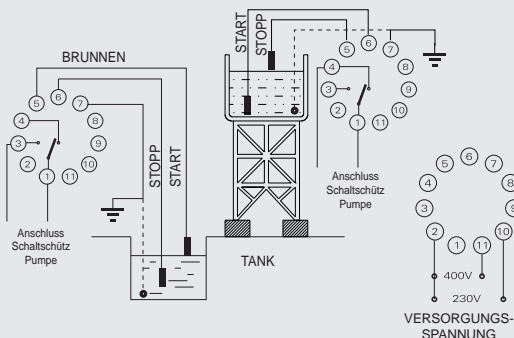 BRUNNEN
5
6
7
4
8
3
9
2
10
1
11
Anschluss
Schaltschütz
Pumpe
STOPP
START
START
STOPP
5
6
7
4
8
3
9
2
10
1
11
Anschluss
Schaltschütz
Pumpe
TANK
5
6
7
4
8
3
9
2
10
1
11
400V
230V
VERSORGUNGS-
SPANNUNG